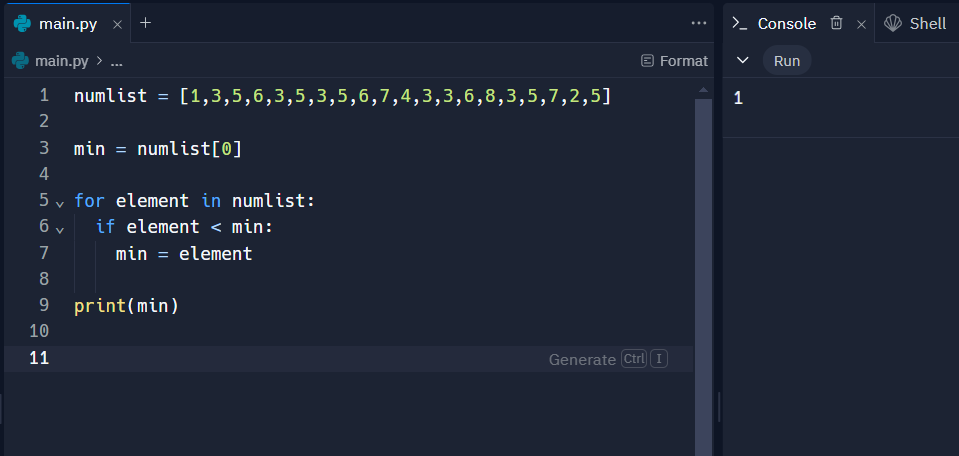 main.py × +
main.py > ...
Format
1 numlist = [1,3,5,6,3,5,3,5,6,7,4,3,3,6,8,3,5,7,2,5]
2
3 min = numlist[0]
4
5 for element in numlist:
6   if element < min:
7     min = element
8
9 print(min)
10
11 Generate Ctrl I
Console × Shell
Run
1